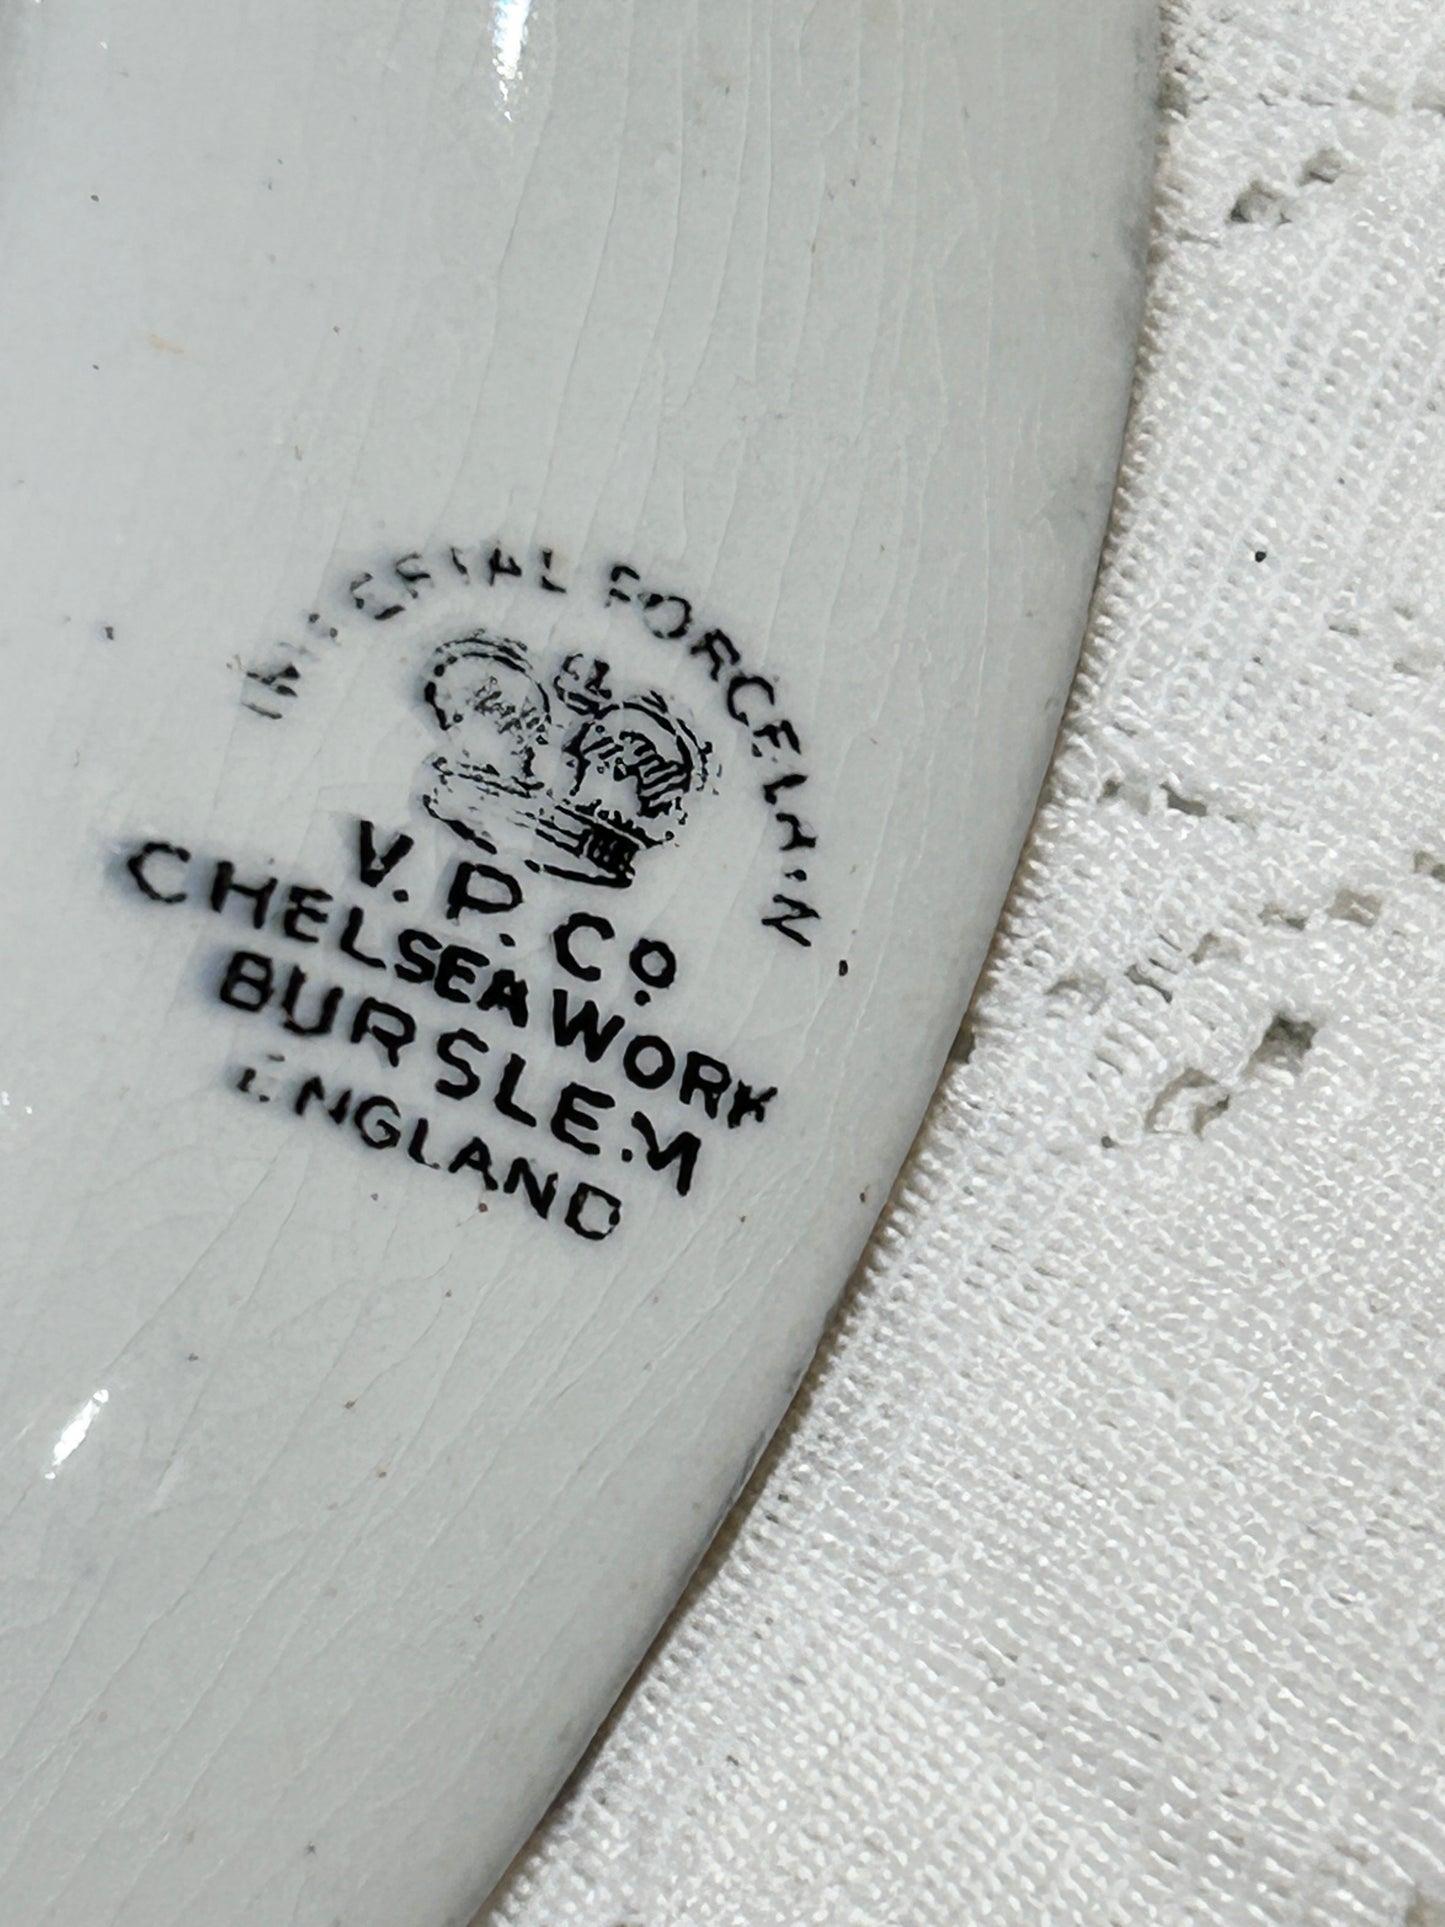 IMPERIAL PORCELAIN
V. P. Co.
CHELSEA WORK
BURSLEM
ENGLAND